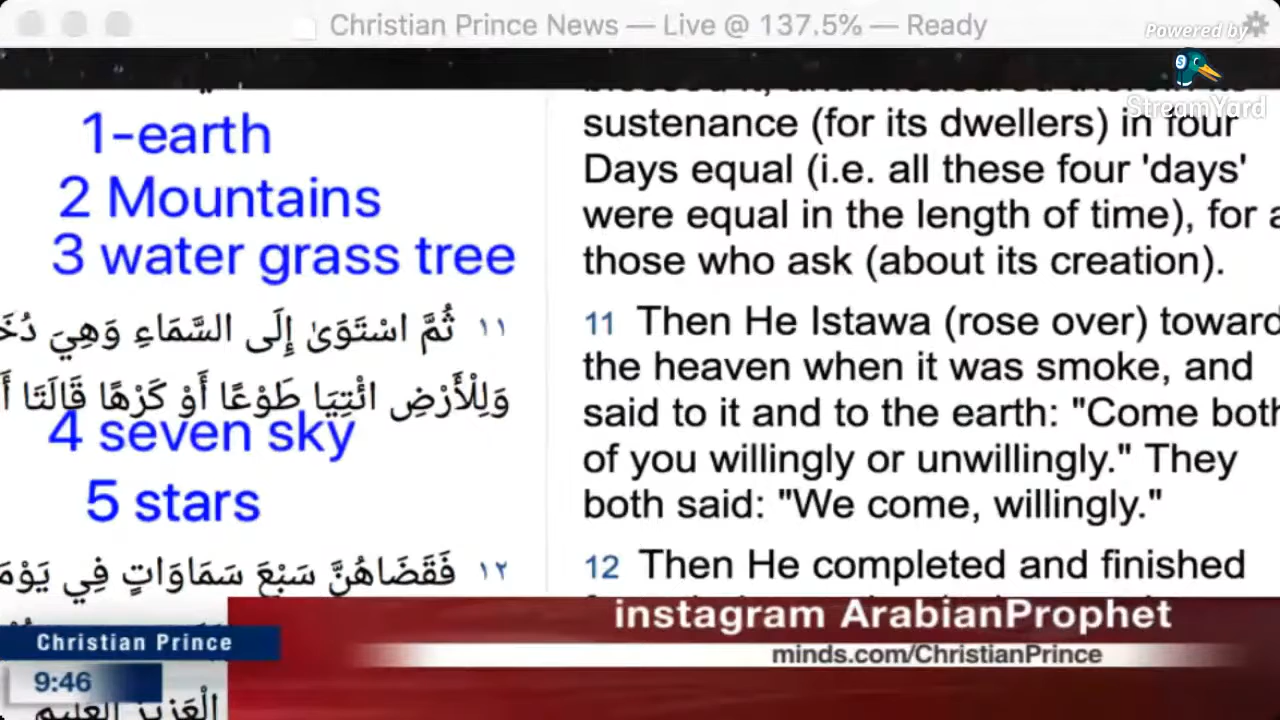 Christian Prince News — Live @ 137.5% — Ready
Powered by
StreamYard
1-earth
2 Mountains
3 water grass tree
١١ ثُمَّ اسْتَوَىٰ إِلَى السَّمَاءِ وَهِيَ
وَلِلْأَرْضِ ائْتِيَا طَوْعًا أَوْ كَرْهًا قَالَتَا
4 seven sky
5 stars
١٢ فَقَضَاهُنَّ سَبْعَ سَمَاوَاتٍ فِي
الْعَزِيزِ الْعَلِيمِ
sustenance (for its dwellers) in four
Days equal (i.e. all these four 'days'
were equal in the length of time), for
those who ask (about its creation).
11 Then He Istawa (rose over) toward
the heaven when it was smoke, and
said to it and to the earth: "Come both
of you willingly or unwillingly." They
both said: "We come, willingly."
12 Then He completed and finished
instagram ArabianProphet
minds.com/ChristianPrince
Christian Prince
9:46